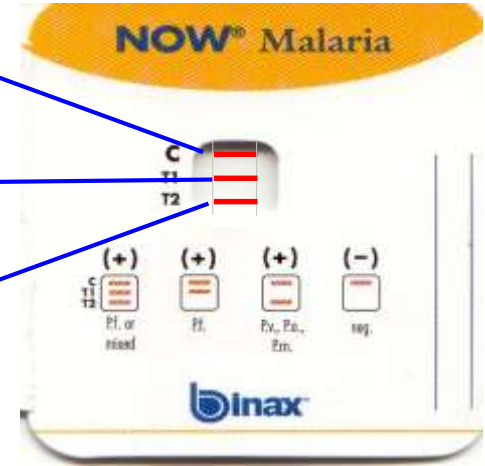 NOW® Malaria
C
T1
T2
(+) (+) (+) (-)
C
T1
T2
P.f. or mixed
P.f.
P.v., P.o., P.m.
neg.
binax